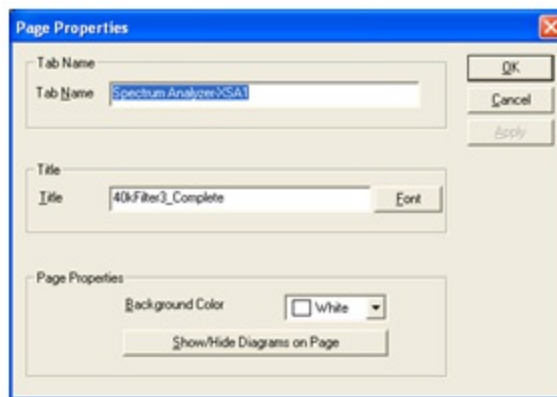 Page Properties
Tab Name
Tab Name Spectrum Analyzer-XSA1
Title
Title 40kFilter3_Complete Font
Page Properties
Background Color White
Show/Hide Diagrams on Page
OK
Cancel
Apply